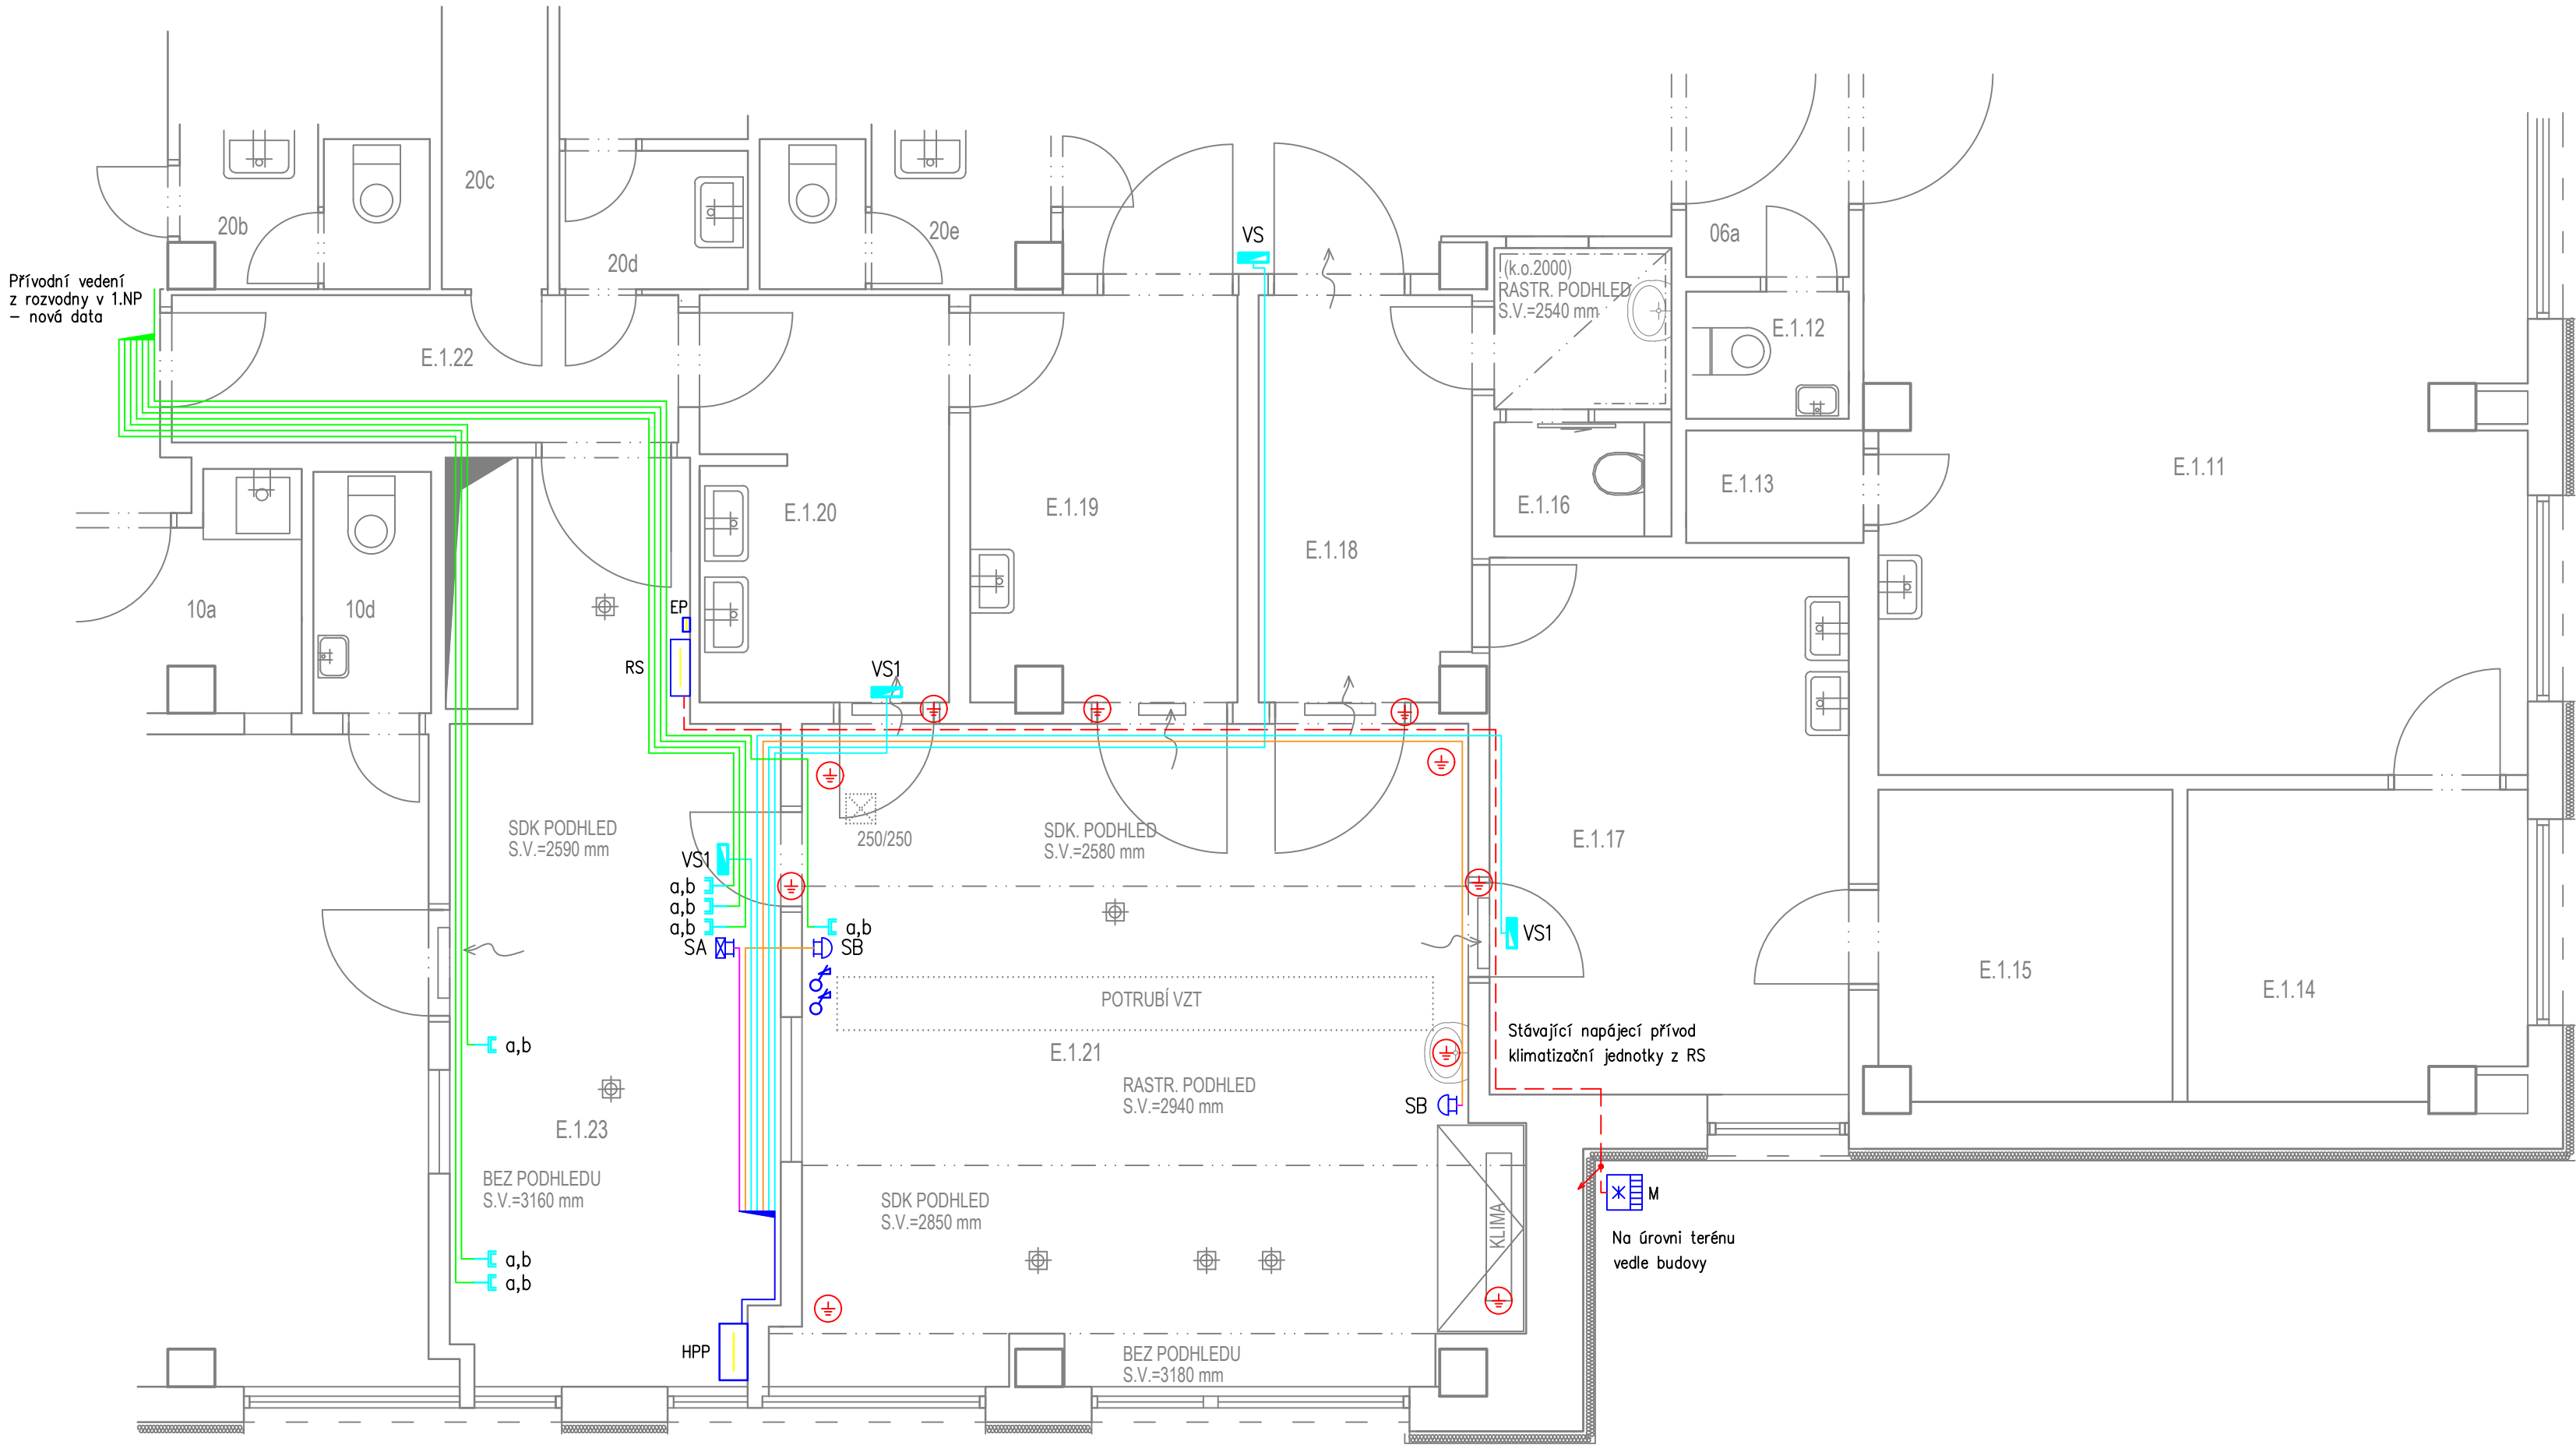 20c
20b
20e
20d
VS
06a
(k.o.2000)
RASTR. PODHLED
S.V.=2540 mm
Přívodní vedení
z rozvodny v 1.NP
– nová data
E.1.12
E.1.22
E.1.11
E.1.13
E.1.16
E.1.20
E.1.19
E.1.18
10a
10d
EP
RS
VS1
SDK PODHLED
S.V.=2590 mm
250/250
SDK. PODHLED
S.V.=2580 mm
E.1.17
VS1
a,b
a,b
a,b
a,b
SA
SB
VS1
E.1.15
E.1.14
POTRUBÍ VZT
a,b
E.1.21
Stávající napájecí přívod
klimatizační jednotky z RS
RASTR. PODHLED
S.V.=2940 mm
SB
E.1.23
BEZ PODHLEDU
S.V.=3160 mm
SDK PODHLED
S.V.=2850 mm
KLIMA
M
Na úrovni terénu
vedle budovy
a,b
a,b
HPP
BEZ PODHLEDU
S.V.=3180 mm